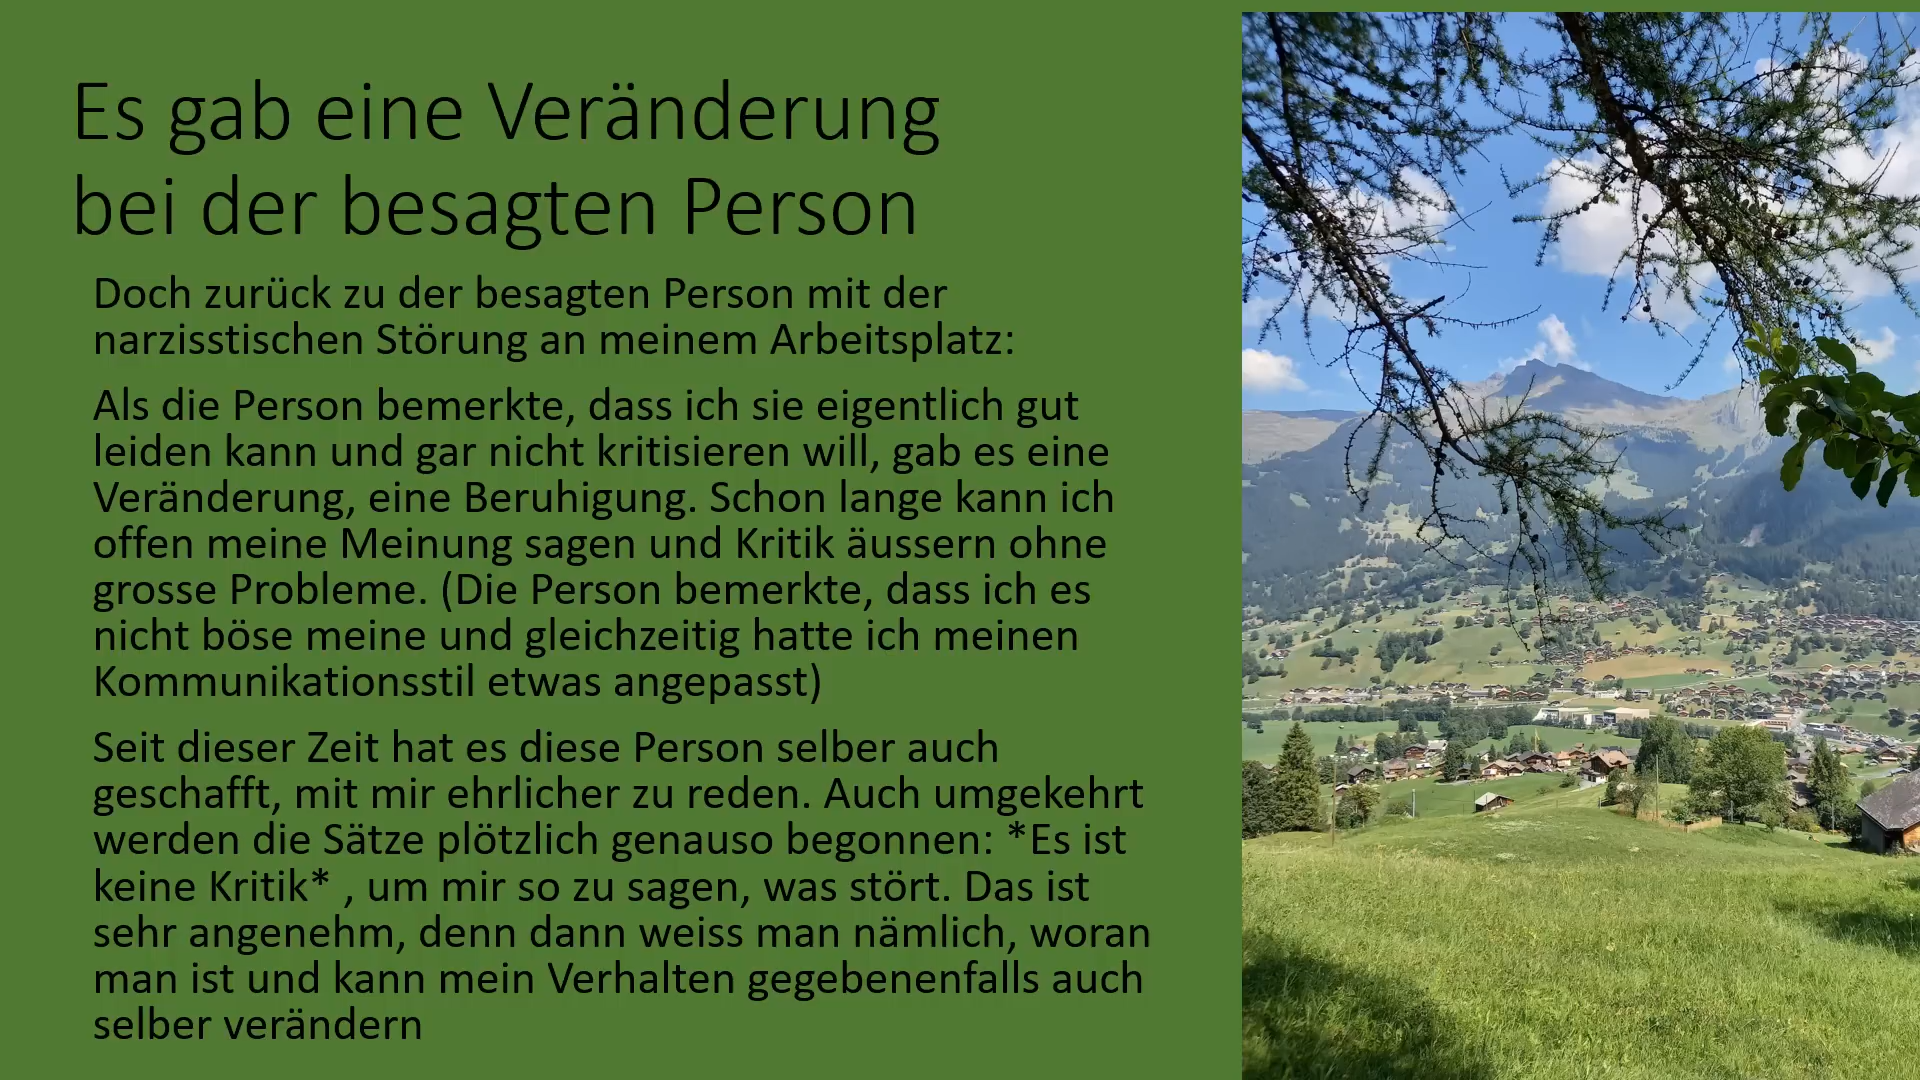 Es gab eine Veränderung
bei der besagten Person
Doch zurück zu der besagten Person mit der
narzisstischen Störung an meinem Arbeitsplatz:
Als die Person bemerkte, dass ich sie eigentlich gut
leiden kann und gar nicht kritisieren will, gab es eine
Veränderung, eine Beruhigung. Schon lange kann ich
offen meine Meinung sagen und Kritik äussern ohne
grosse Probleme. (Die Person bemerkte, dass ich es
nicht böse meine und gleichzeitig hatte ich meinen
Kommunikationsstil etwas angepasst)
Seit dieser Zeit hat es diese Person selber auch
geschafft, mit mir ehrlicher zu reden. Auch umgekehrt
werden die Sätze plötzlich genauso begonnen: *Es ist
keine Kritik* , um mir so zu sagen, was stört. Das ist
sehr angenehm, denn dann weiss man nämlich, woran
man ist und kann mein Verhalten gegebenenfalls auch
selber verändern